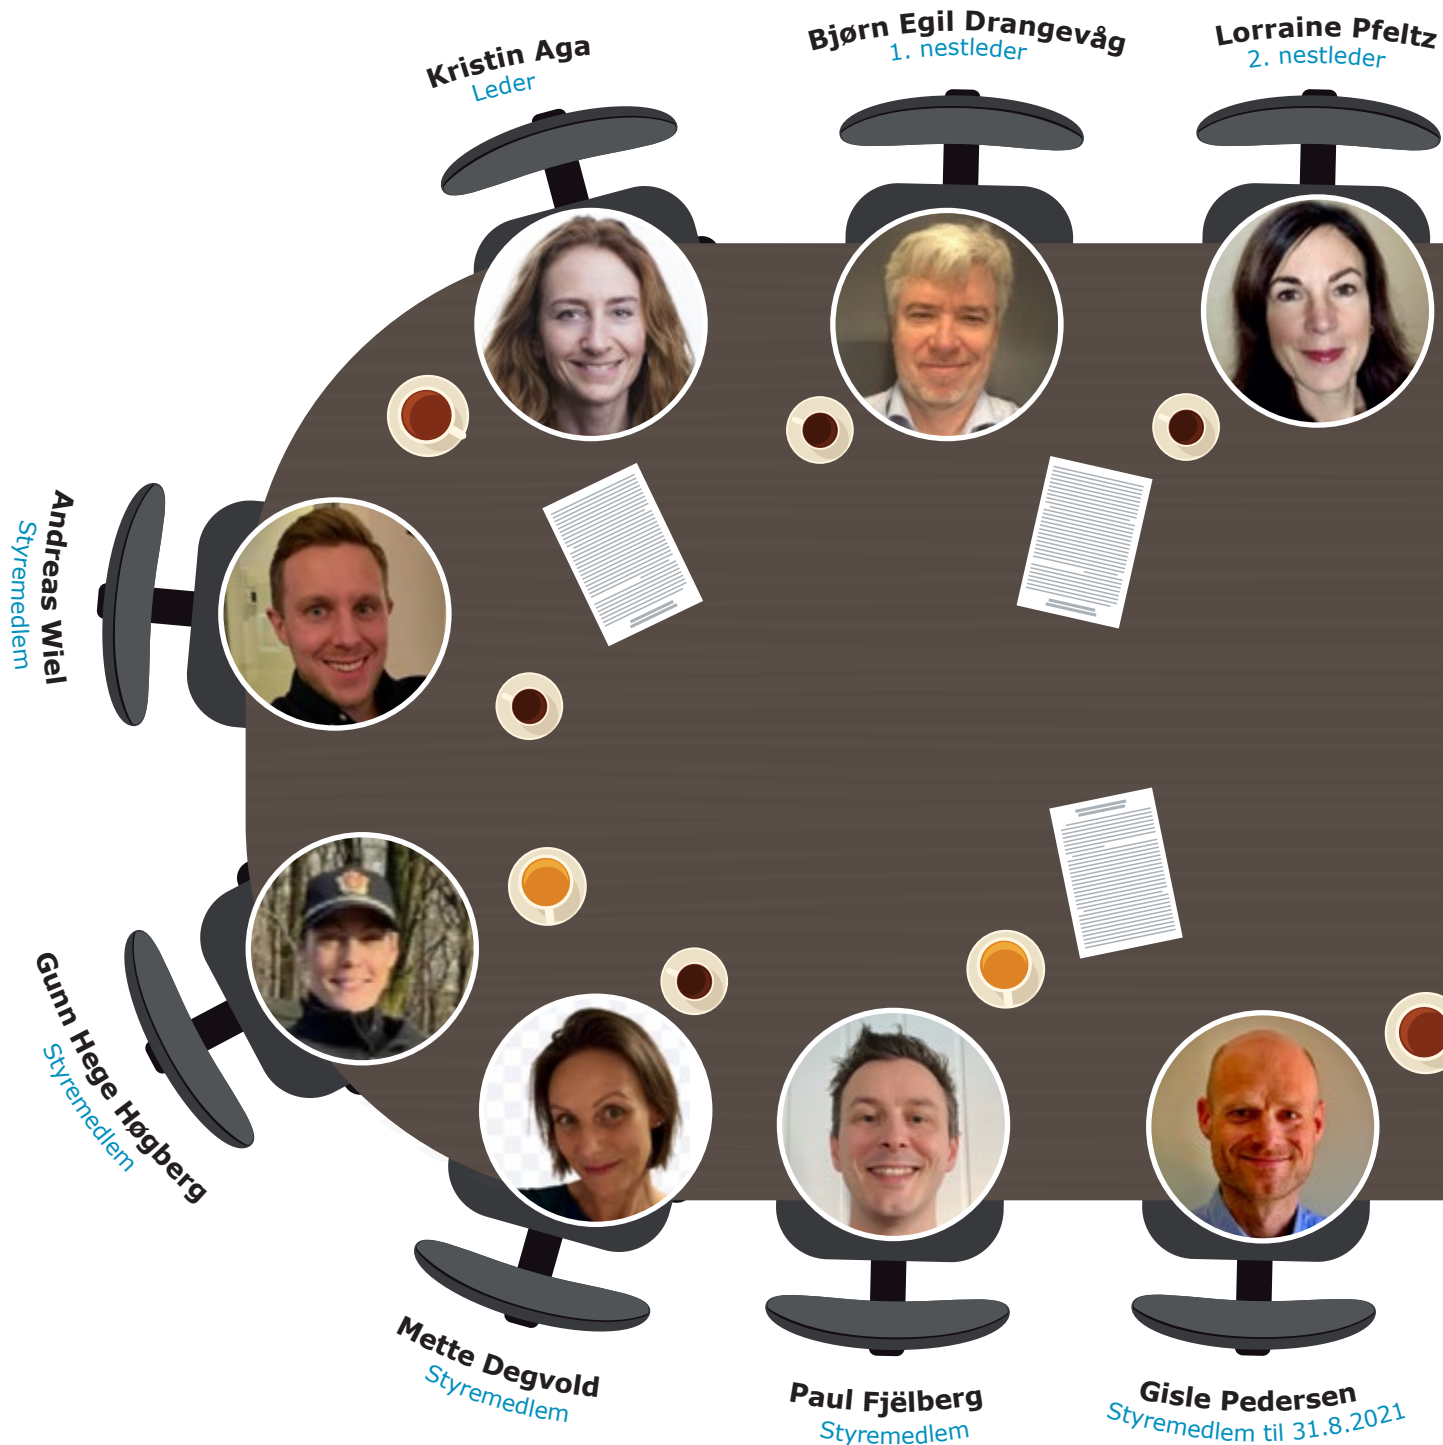 Kristin Aga
Leder
Bjørn Egil Drangevåg
1. nestleder
Lorraine Pfeltz
2. nestleder
Andreas Wiel
Styremedlem
Gunn Hege Høgberg
Styremedlem
Mette Degvold
Styremedlem
Paul Fjëlberg
Styremedlem
Gisle Pedersen
Styremedlem til 31.8.2021